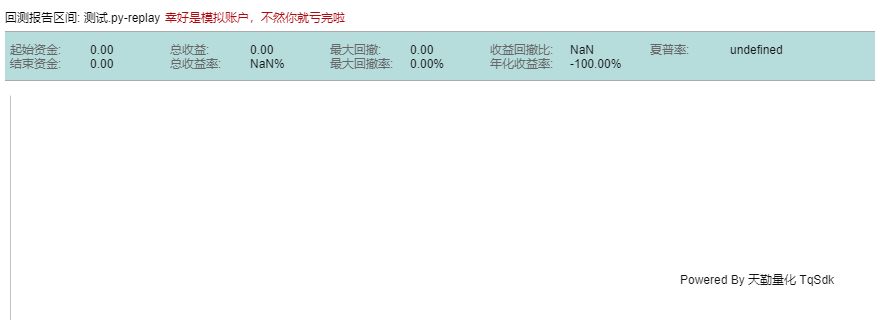 回测报告区间: 测试.py-replay 幸好是模拟账户，不然你就亏完啦
起始资金: 0.00 总收益: 0.00 最大回撤: 0.00 收益回撤比: NaN 夏普率: undefined
结束资金: 0.00 总收益率: NaN% 最大回撤率: 0.00% 年化收益率: -100.00%
Powered By 天勤量化 TqSdk